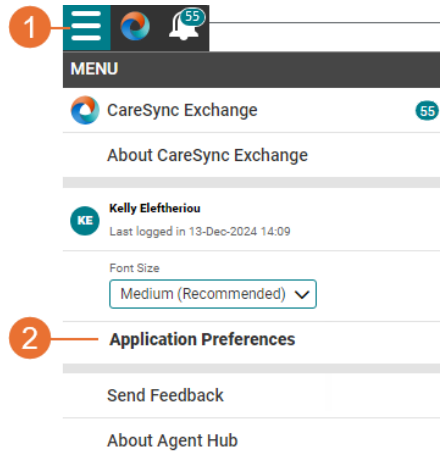 1
55
MENU
CareSync Exchange 55
About CareSync Exchange
KE
Kelly Eleftheriou
Last logged in 13-Dec-2024 14:09
Font Size
Medium (Recommended)
2 Application Preferences
Send Feedback
About Agent Hub